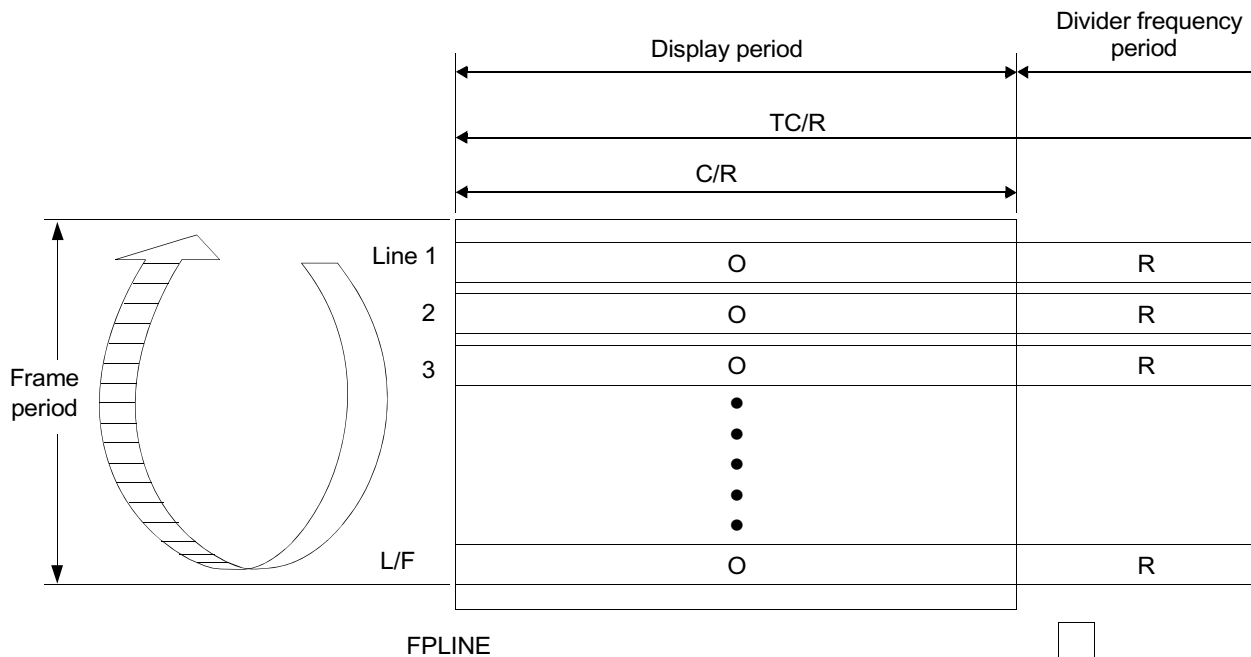 Display period
Divider frequency
period
TC/R
C/R
Line 1
O
R
2
O
R
3
O
R
Frame
period
L/F
O
R
FPLINE